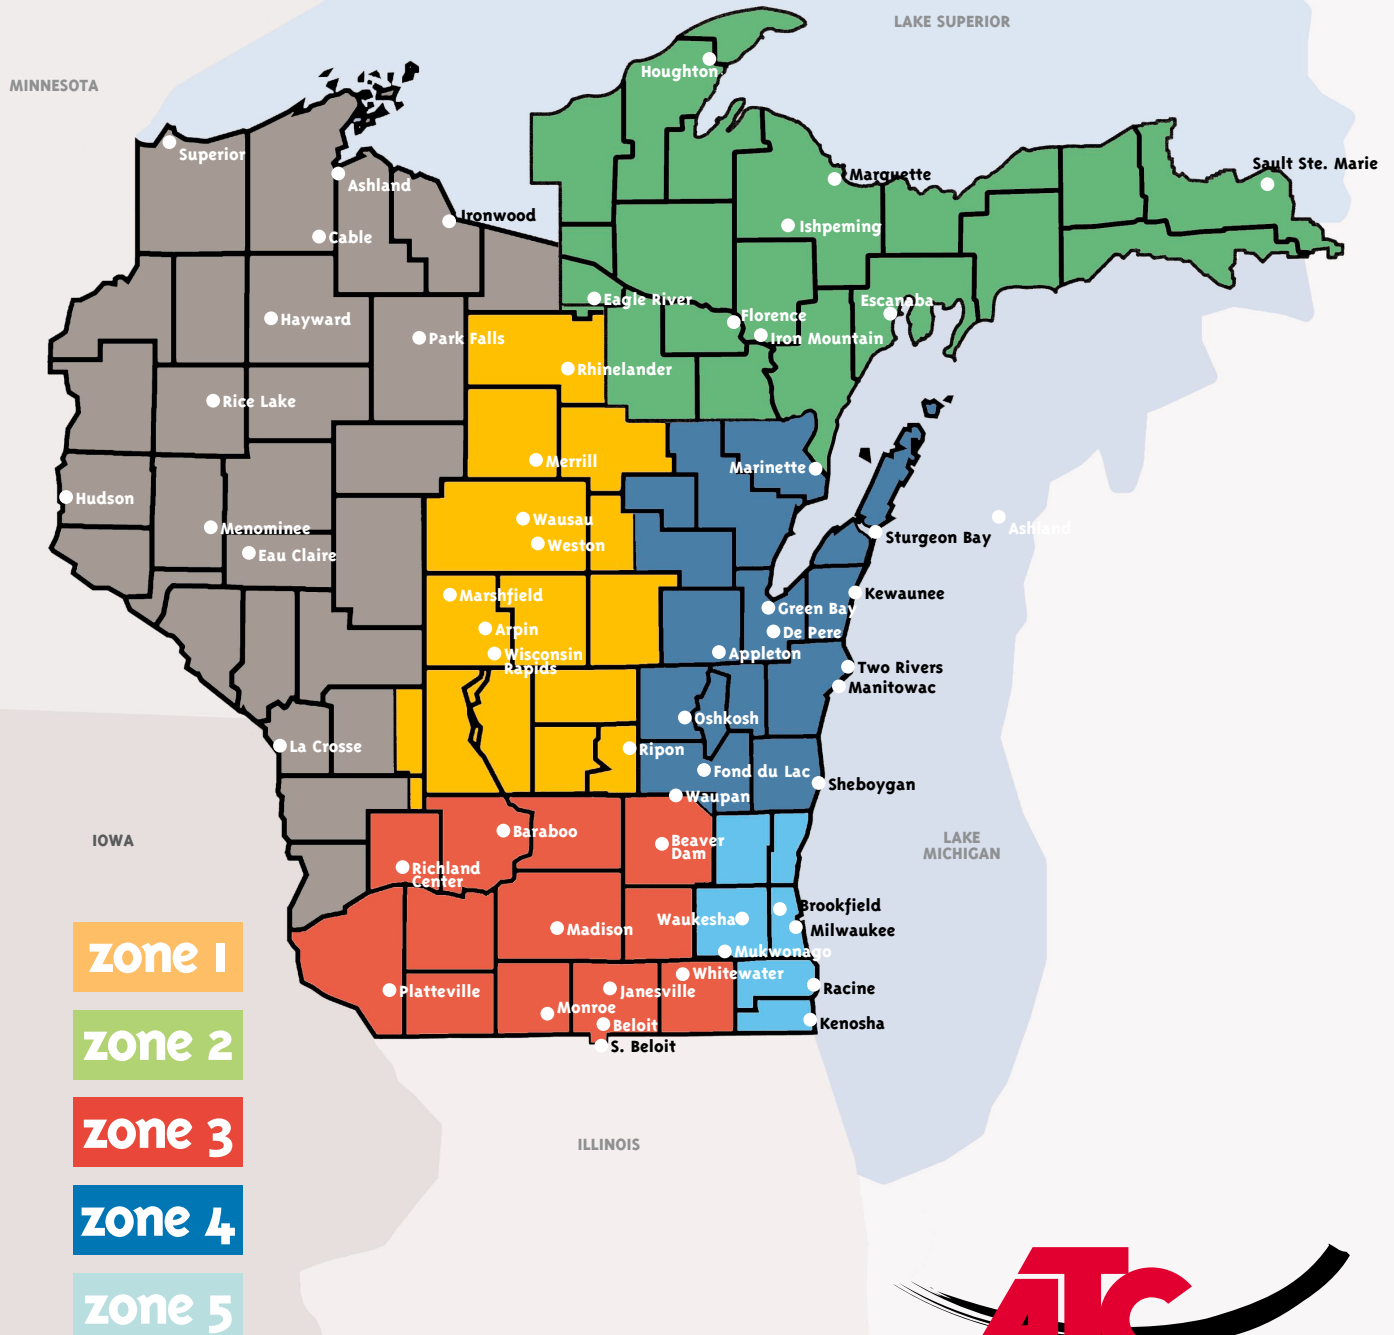 LAKE SUPERIOR
MINNESOTA
Houghton
Superior
Ashland
Ironwood
Cable
Marquette
Sault Ste. Marie
Ishpeming
Hayward
Park Falls
Eagle River
Florence
Escanaba
Iron Mountain
Rhinelander
Rice Lake
Merrill
Marinette
Hudson
Menominee
Eau Claire
Wausau
Weston
Ashland
Sturgeon Bay
Marshfield
Arpin
Wisconsin
Rapids
Kewaunee
Green Bay
De Pere
Appleton
Two Rivers
Manitowac
Oshkosh
La Crosse
Ripon
Fond du Lac
Waupan
Sheboygan
IOWA
Baraboo
Beaver
Dam
LAKE
MICHIGAN
Richland
Center
Madison
Waukesha
Brookfield
Milwaukee
Mukwonago
Whitewater
Platteville
Janesville
Monroe
Beloit
S. Beloit
Racine
Kenosha
zone 1
zone 2
zone 3
ILLINOIS
zone 4
zone 5
ATC